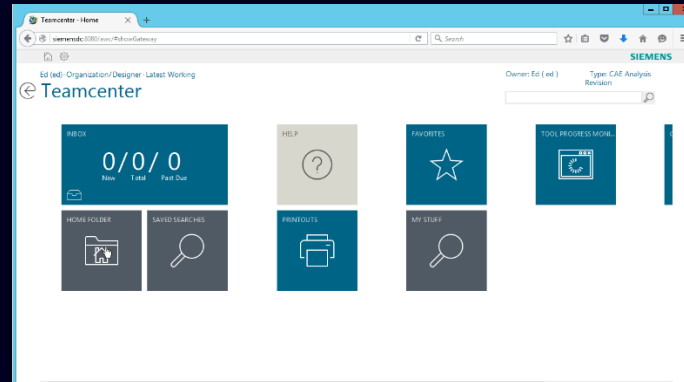 Teamcenter - Home
siemensdc:8080/awc/#showGateway
Search
SIEMENS
Ed (ed) - Organization/Designer - Latest Working
Owner: Ed ( ed )
Type: CAE Analysis Revision
Teamcenter
INBOX
0/0/ 0
New Total Past Due
HELP
FAVORITES
TOOL PROGRESS MONI...
HOME FOLDER
SAVED SEARCHES
PRINTOUTS
MY STUFF